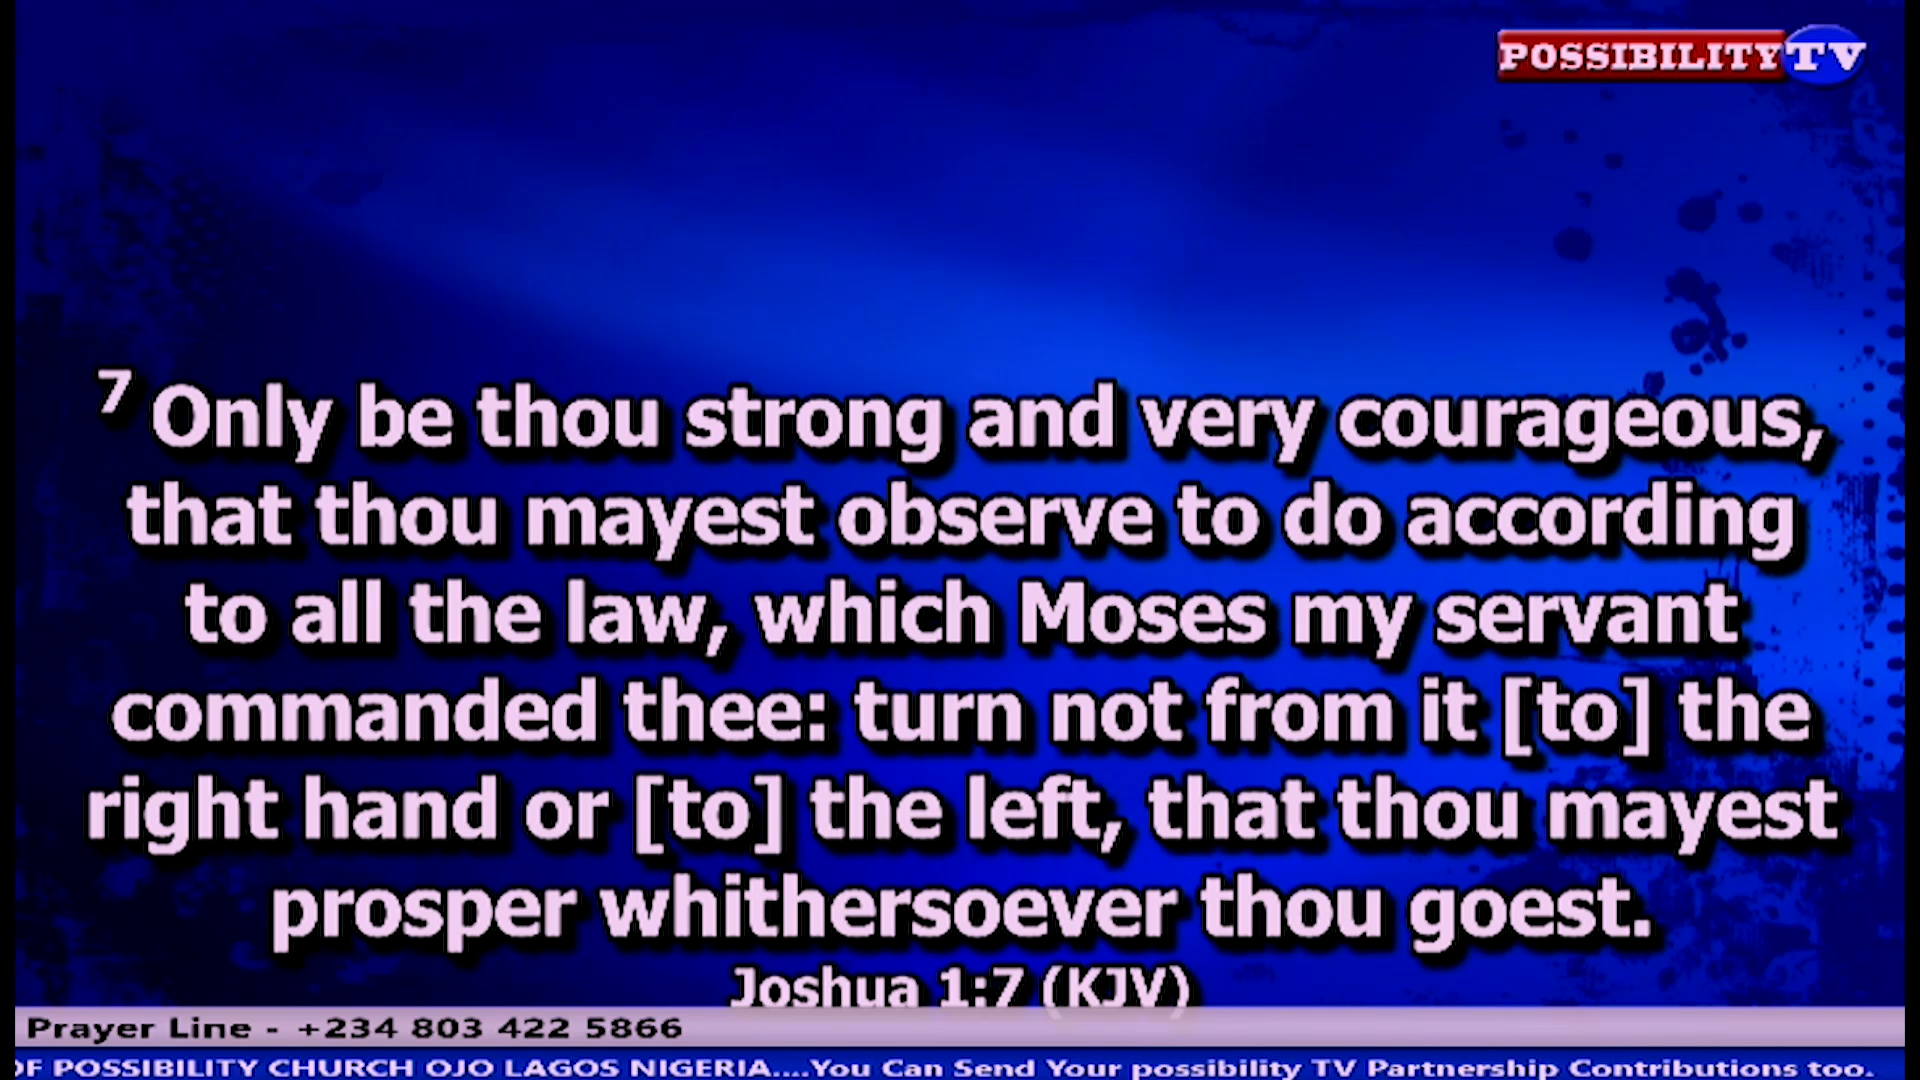 POSSIBILITY TV
7 Only be thou strong and very courageous,
that thou mayest observe to do according
to all the law, which Moses my servant
commanded thee: turn not from it [to] the
right hand or [to] the left, that thou mayest
prosper whithersoever thou goest.
Joshua 1:7 (KJV)
Prayer Line - +234 803 422 5866
OF POSSIBILITY CHURCH OJO LAGOS NIGERIA....You Can Send Your possibility TV Partnership Contributions too.